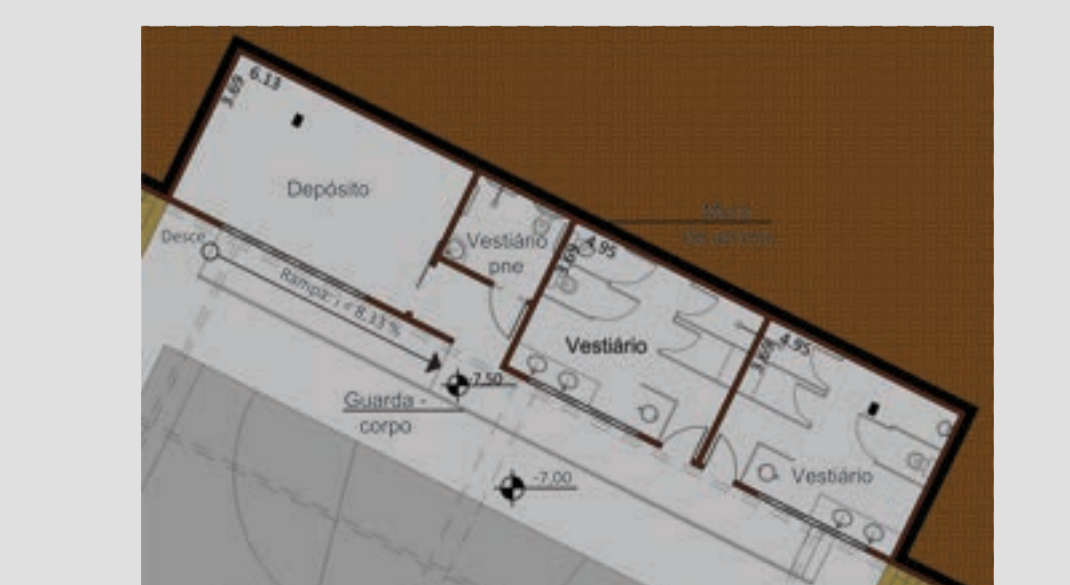 6.13
3.69
Depósito
Vestiário
pne
Desce
Rampa: i = 8,33 %
4.95
3.69
Vestiário
4.95
3.69
-7.50
Guarda -
corpo
-7.00
Vestiário